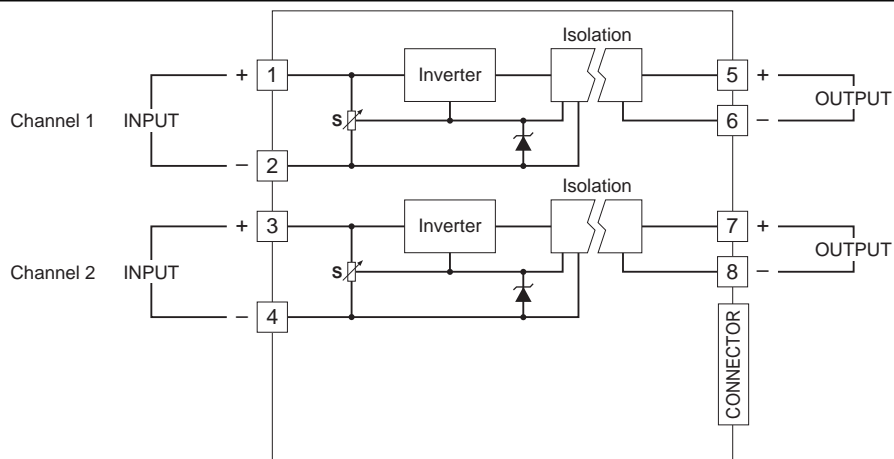 Isolation
+ 1 Inverter 5 +
Channel 1 INPUT S 6 – OUTPUT
– 2
Isolation
+ 3 Inverter 7 +
Channel 2 INPUT S 8 – OUTPUT
– 4
CONNECTOR